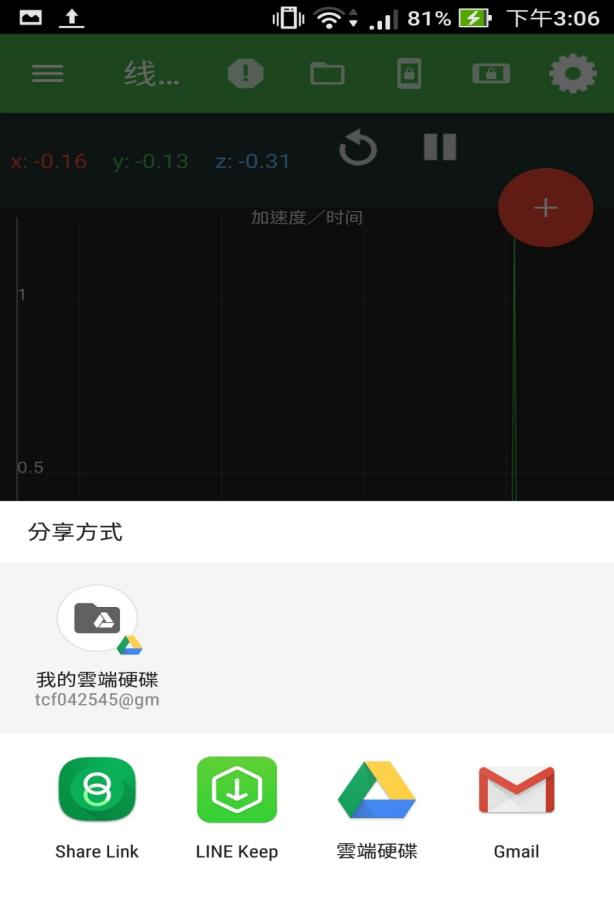 81% 下午3:06
线...
x: -0.16 y: -0.13 z: -0.31
加速度／时间
1
0.5
分享方式
我的雲端硬碟
tcf042545@gm
Share Link LINE Keep 雲端硬碟 Gmail